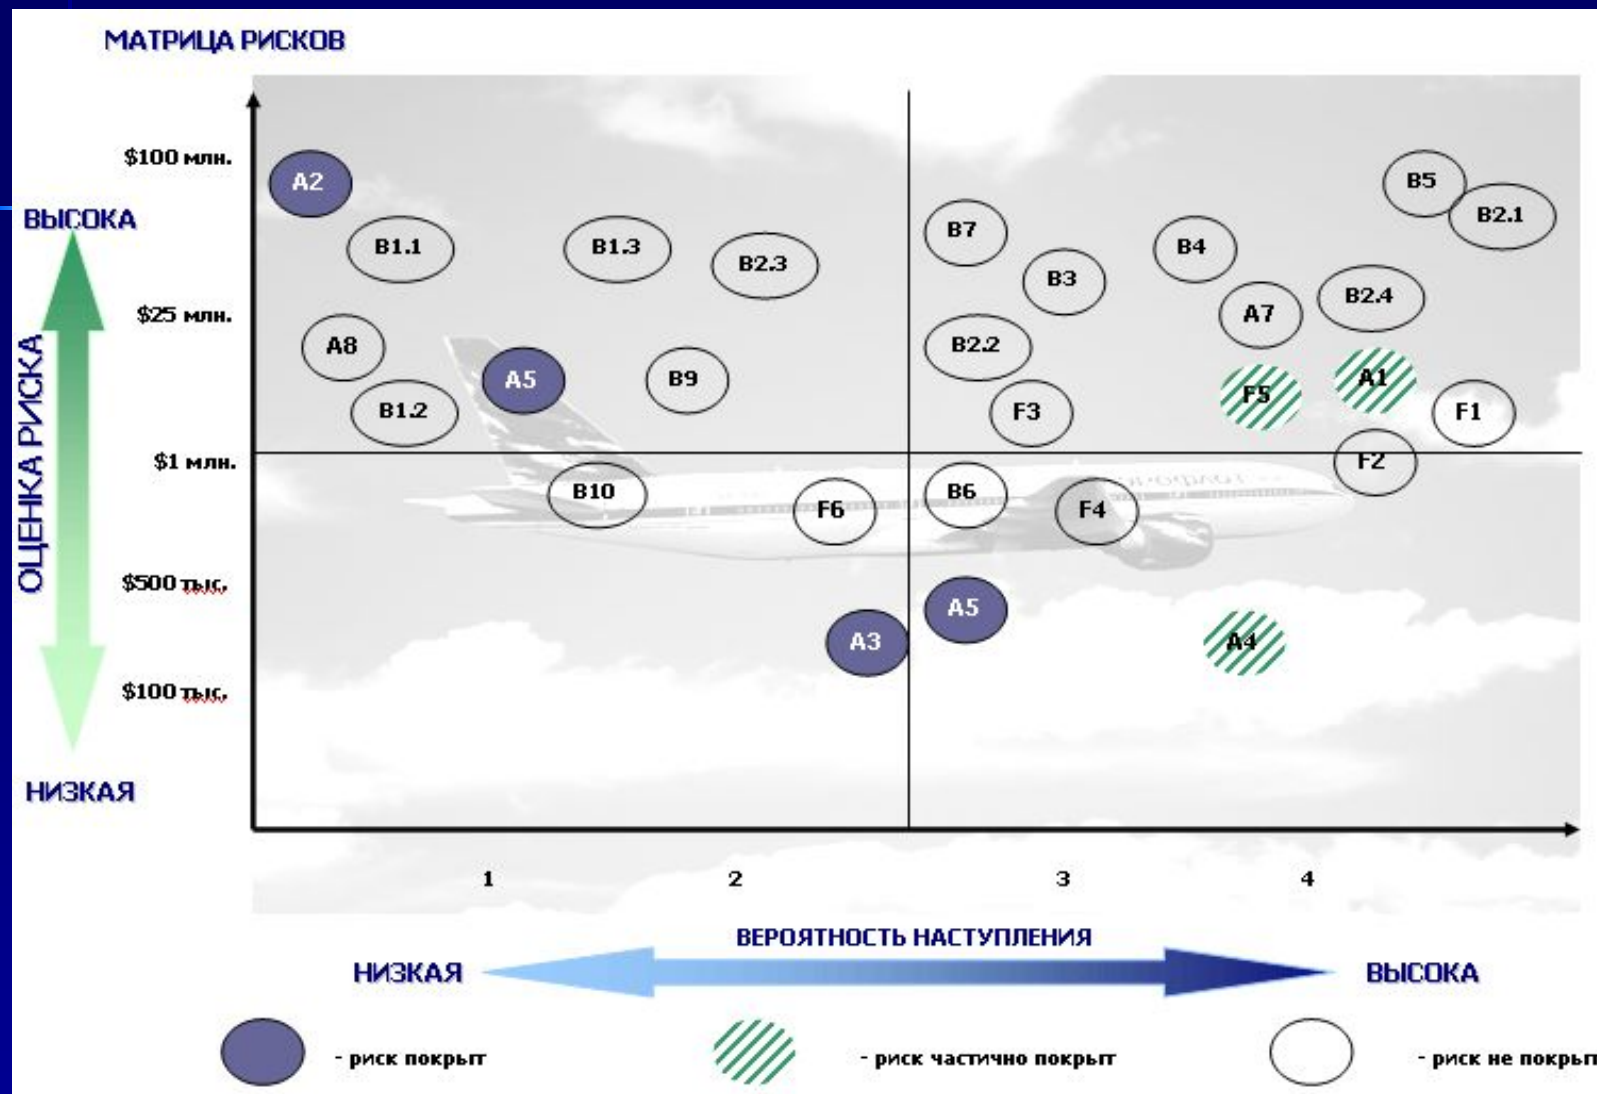 МАТРИЦА РИСКОВ
$100 млн.
A2
B5
B2.1
ВЫСОКА
B1.1
B1.3
B2.3
B7
B4
B3
B2.4
$25 млн.
A7
A8
B2.2
A5
B9
A1
F5
B1.2
F3
F1
ОЦЕНКА РИСКА
$1 млн.
F2
B10
F6
B6
F4
$500 тыс.
A5
A3
A4
$100 тыс.
НИЗКАЯ
1 2 3 4
ВЕРОЯТНОСТЬ НАСТУПЛЕНИЯ
НИЗКАЯ ВЫСОКА
- риск покрыт - риск частично покрыт - риск не покрыт